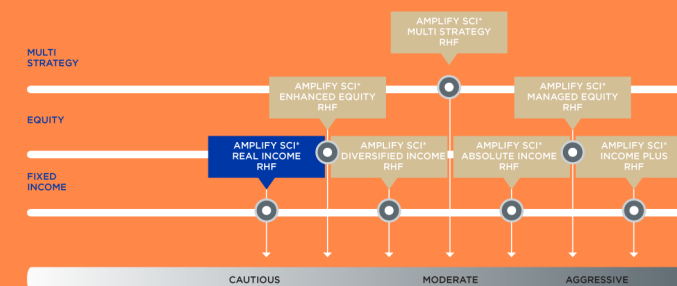 AMPLIFY SCI*
MULTI STRATEGY
RHF
MULTI
STRATEGY
AMPLIFY SCI*
ENHANCED EQUITY
RHF
AMPLIFY SCI*
MANAGED EQUITY
RHF
EQUITY
AMPLIFY SCI*
REAL INCOME
RHF
AMPLIFY SCI*
DIVERSIFIED INCOME
RHF
AMPLIFY SCI*
ABSOLUTE INCOME
RHF
AMPLIFY SCI*
INCOME PLUS
RHF
FIXED
INCOME
CAUTIOUS
MODERATE
AGGRESSIVE